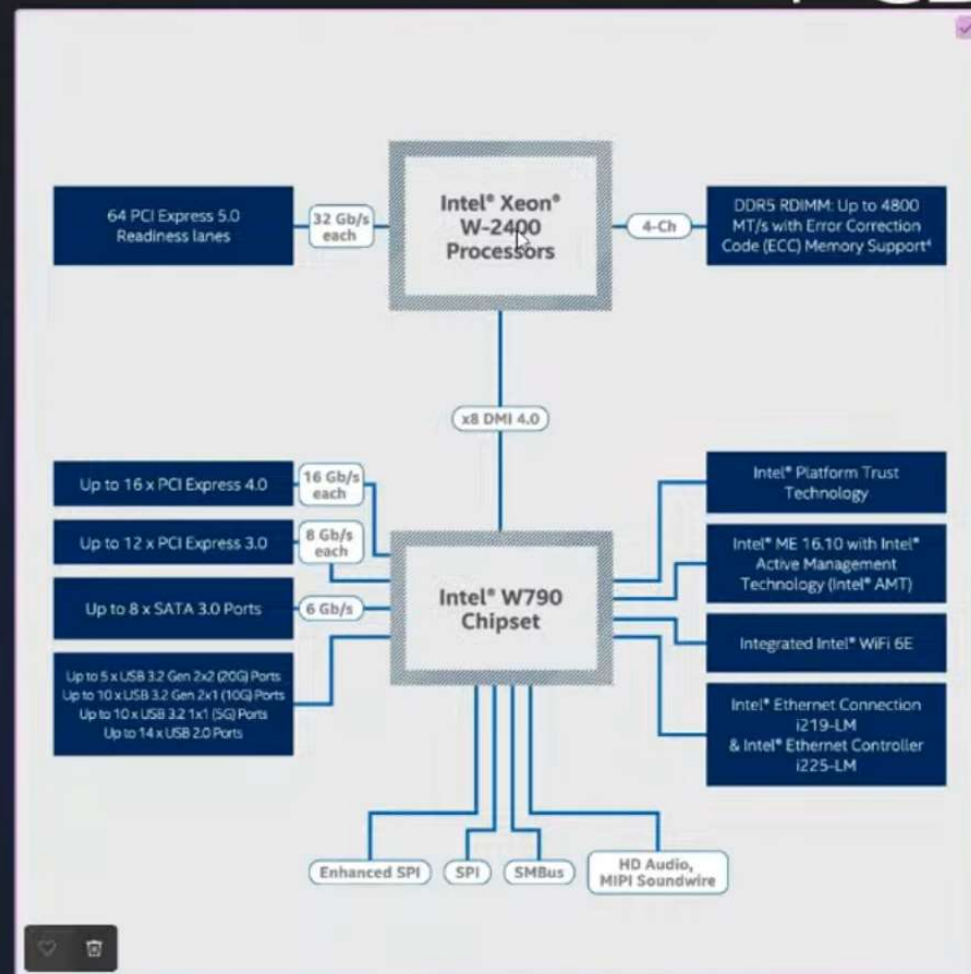 64 PCI Express 5.0
Readiness lanes
32 Gb/s
each
Intel® Xeon®
W-2400
Processors
4-Ch
DDR5 RDIMM: Up to 4800
MT/s with Error Correction
Code (ECC) Memory Support⁴
x8 DMI 4.0
Up to 16 x PCI Express 4.0
16 Gb/s
each
Up to 12 x PCI Express 3.0
8 Gb/s
each
Up to 8 x SATA 3.0 Ports
6 Gb/s
Up to 5 x USB 3.2 Gen 2x2 (20G) Ports
Up to 10 x USB 3.2 Gen 2x1 (10G) Ports
Up to 10 x USB 3.2 1x1 (5G) Ports
Up to 14 x USB 2.0 Ports
Intel® W790
Chipset
Intel® Platform Trust
Technology
Intel® ME 16.10 with Intel®
Active Management
Technology (Intel® AMT)
Integrated Intel® WiFi 6E
Intel® Ethernet Connection
i219-LM
& Intel® Ethernet Controller
i225-LM
Enhanced SPI
SPI
SMBus
HD Audio,
MIPI Soundwire